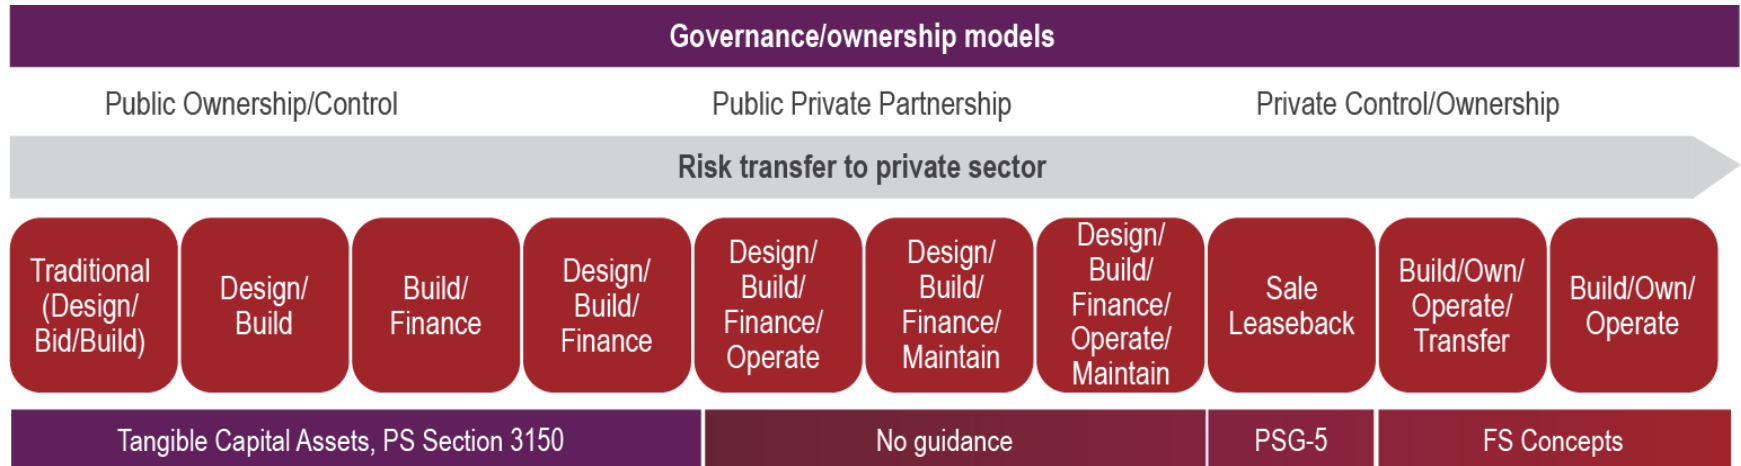 Governance/ownership models
Public Ownership/Control
Public Private Partnership
Private Control/Ownership
Risk transfer to private sector
Traditional
(Design/
Bid/Build)
Design/
Build
Build/
Finance
Design/
Build/
Finance
Design/
Build/
Finance/
Operate
Design/
Build/
Finance/
Maintain
Design/
Build/
Finance/
Operate/
Maintain
Sale
Leaseback
Build/Own/
Operate/
Transfer
Build/Own/
Operate
Tangible Capital Assets, PS Section 3150
No guidance
PSG-5
FS Concepts